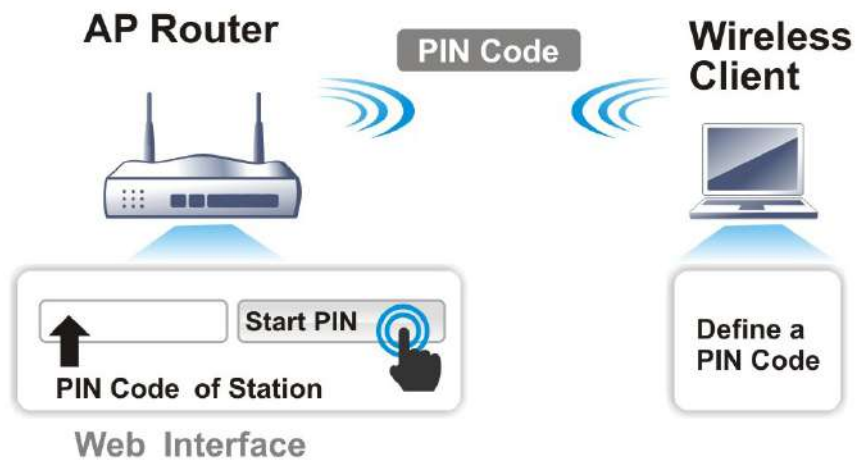 AP Router
PIN Code
Wireless
Client
Start PIN
PIN Code of Station
Web Interface
Define a
PIN Code